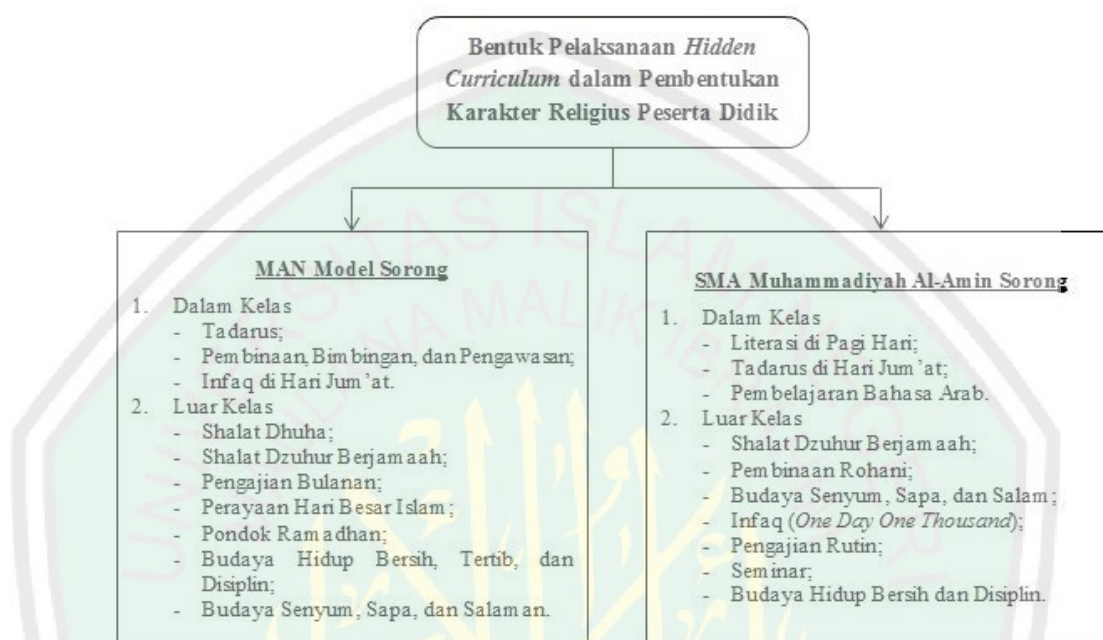 Bentuk Pelaksanaan Hidden
Curriculum dalam Pembentukan
Karakter Religius Peserta Didik
MAN Model Sorong
1. Dalam Kelas
- Tadarus;
- Pembinaan, Bimbingan, dan Pengawasan;
- Infaq di Hari Jum'at.
2. Luar Kelas
- Shalat Dhuha;
- Shalat Dzuhur Berjamaah;
- Pengajian Bulanan;
- Perayaan Hari Besar Islam;
- Pondok Ramadhan;
- Budaya Hidup Bersih, Tertib, dan
Disiplin;
- Budaya Senyum, Sapa, dan Salaman.
SMA Muhammadiyah Al-Amin Sorong
1. Dalam Kelas
- Literasi di Pagi Hari;
- Tadarus di Hari Jum'at;
- Pembelajaran Bahasa Arab.
2. Luar Kelas
- Shalat Dzuhur Berjamaah;
- Pembinaan Rohani;
- Budaya Senyum, Sapa, dan Salam;
- Infaq (One Day One Thousand);
- Pengajian Rutin;
- Seminar;
- Budaya Hidup Bersih dan Disiplin.